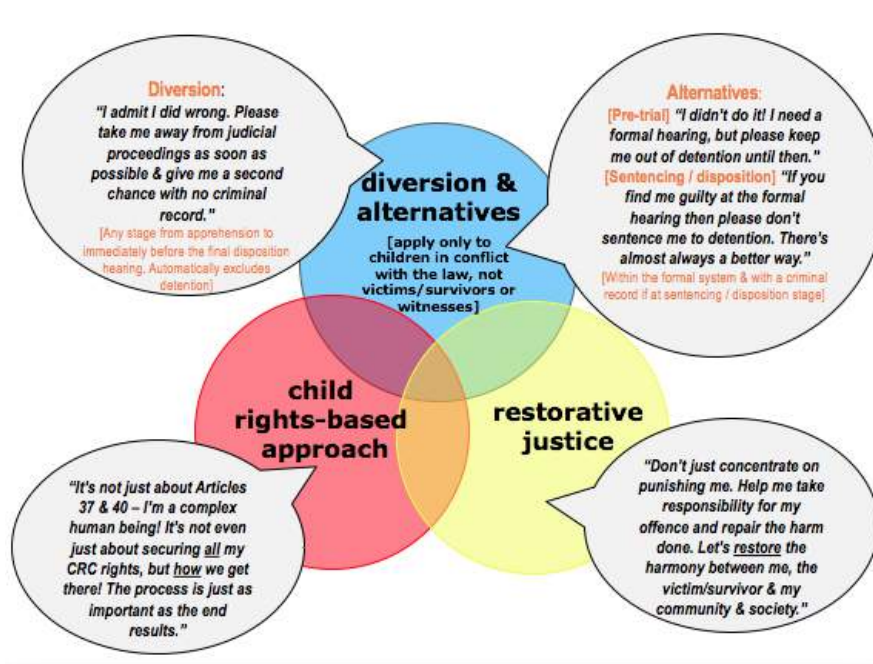 Diversion:
“I admit I did wrong. Please
take me away from judicial
proceedings as soon as
possible & give me a second
chance with no criminal
record.”
[Any stage from apprehension to
immediately before the final disposition
hearing. Automatically excludes
detention]
Alternatives:
[Pre-trial] “I didn't do it! I need a
formal hearing, but please keep
me out of detention until then.”
[Sentencing / disposition] “If you
find me guilty at the formal
hearing then please don't
sentence me to detention. There's
almost always a better way.”
[Within the formal system & with a criminal
record if at sentencing / disposition stage]
diversion &
alternatives
[apply only to
children in conflict
with the law, not
victims/survivors or
witnesses]
child
rights-based
approach
restorative
justice
“It's not just about Articles
37 & 40 – I'm a complex
human being! It's not even
just about securing all my
CRC rights, but how we get
there! The process is just as
important as the end
results.”
“Don't just concentrate on
punishing me. Help me take
responsibility for my
offence and repair the harm
done. Let's restore the
harmony between me, the
victim/survivor & my
community & society.”